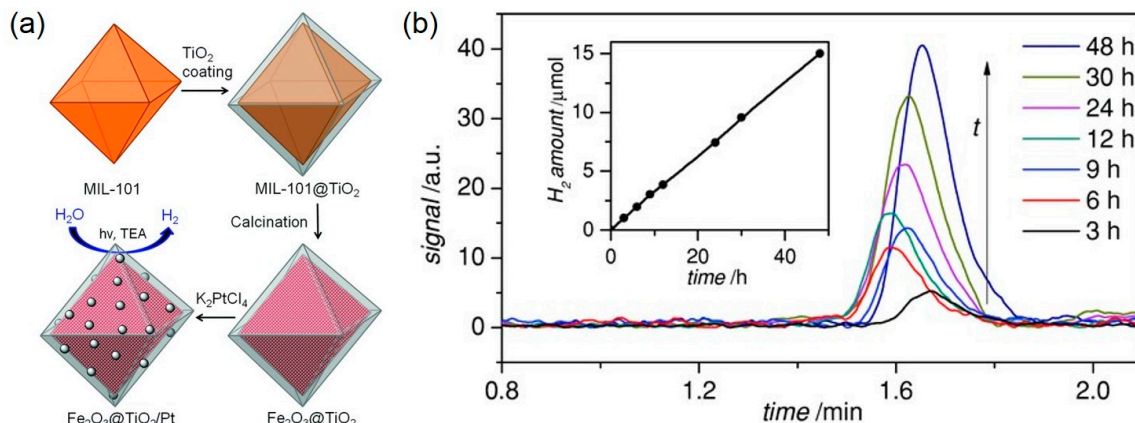 (a)
TiO2
coating
MIL-101
MIL-101@TiO2
Calcination
H2O
H2
hν, TEA
K2PtCl4
Fe2O3@TiO2/Pt
Fe2O3@TiO2
(b)
signal /a.u.
40
30
20
10
0
0.8
1.2
1.6
2.0
time /min
H2 amount /μmol
15
10
5
0
0
20
40
time /h
t
48 h
30 h
24 h
12 h
9 h
6 h
3 h